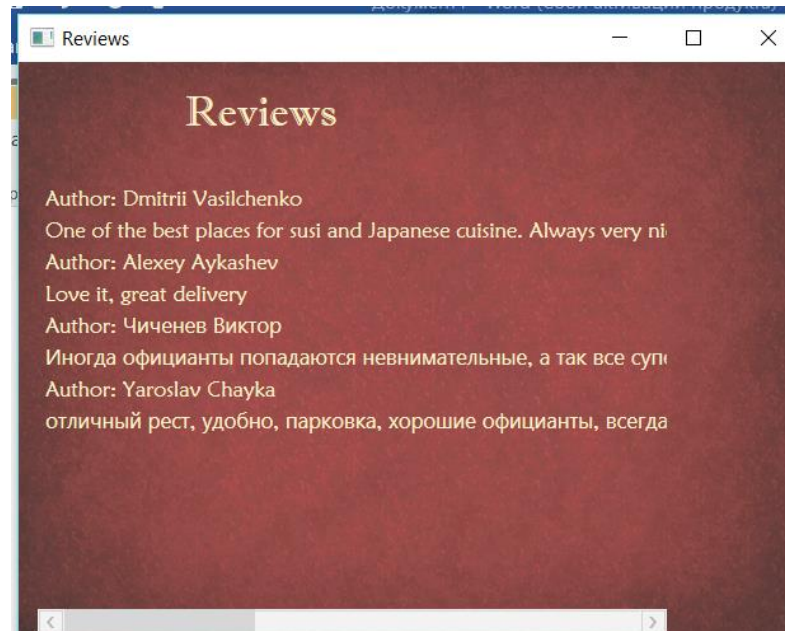 Reviews
Reviews
Author: Dmitrii Vasilchenko
One of the best places for susi and Japanese cuisine. Always very
Author: Alexey Aykashev
Love it, great delivery
Author: Чиченев Виктор
Иногда официанты попадаются невнимательные, а так все
Author: Yaroslav Chayka
отличный рест, удобно, парковка, хорошие официанты, всегда